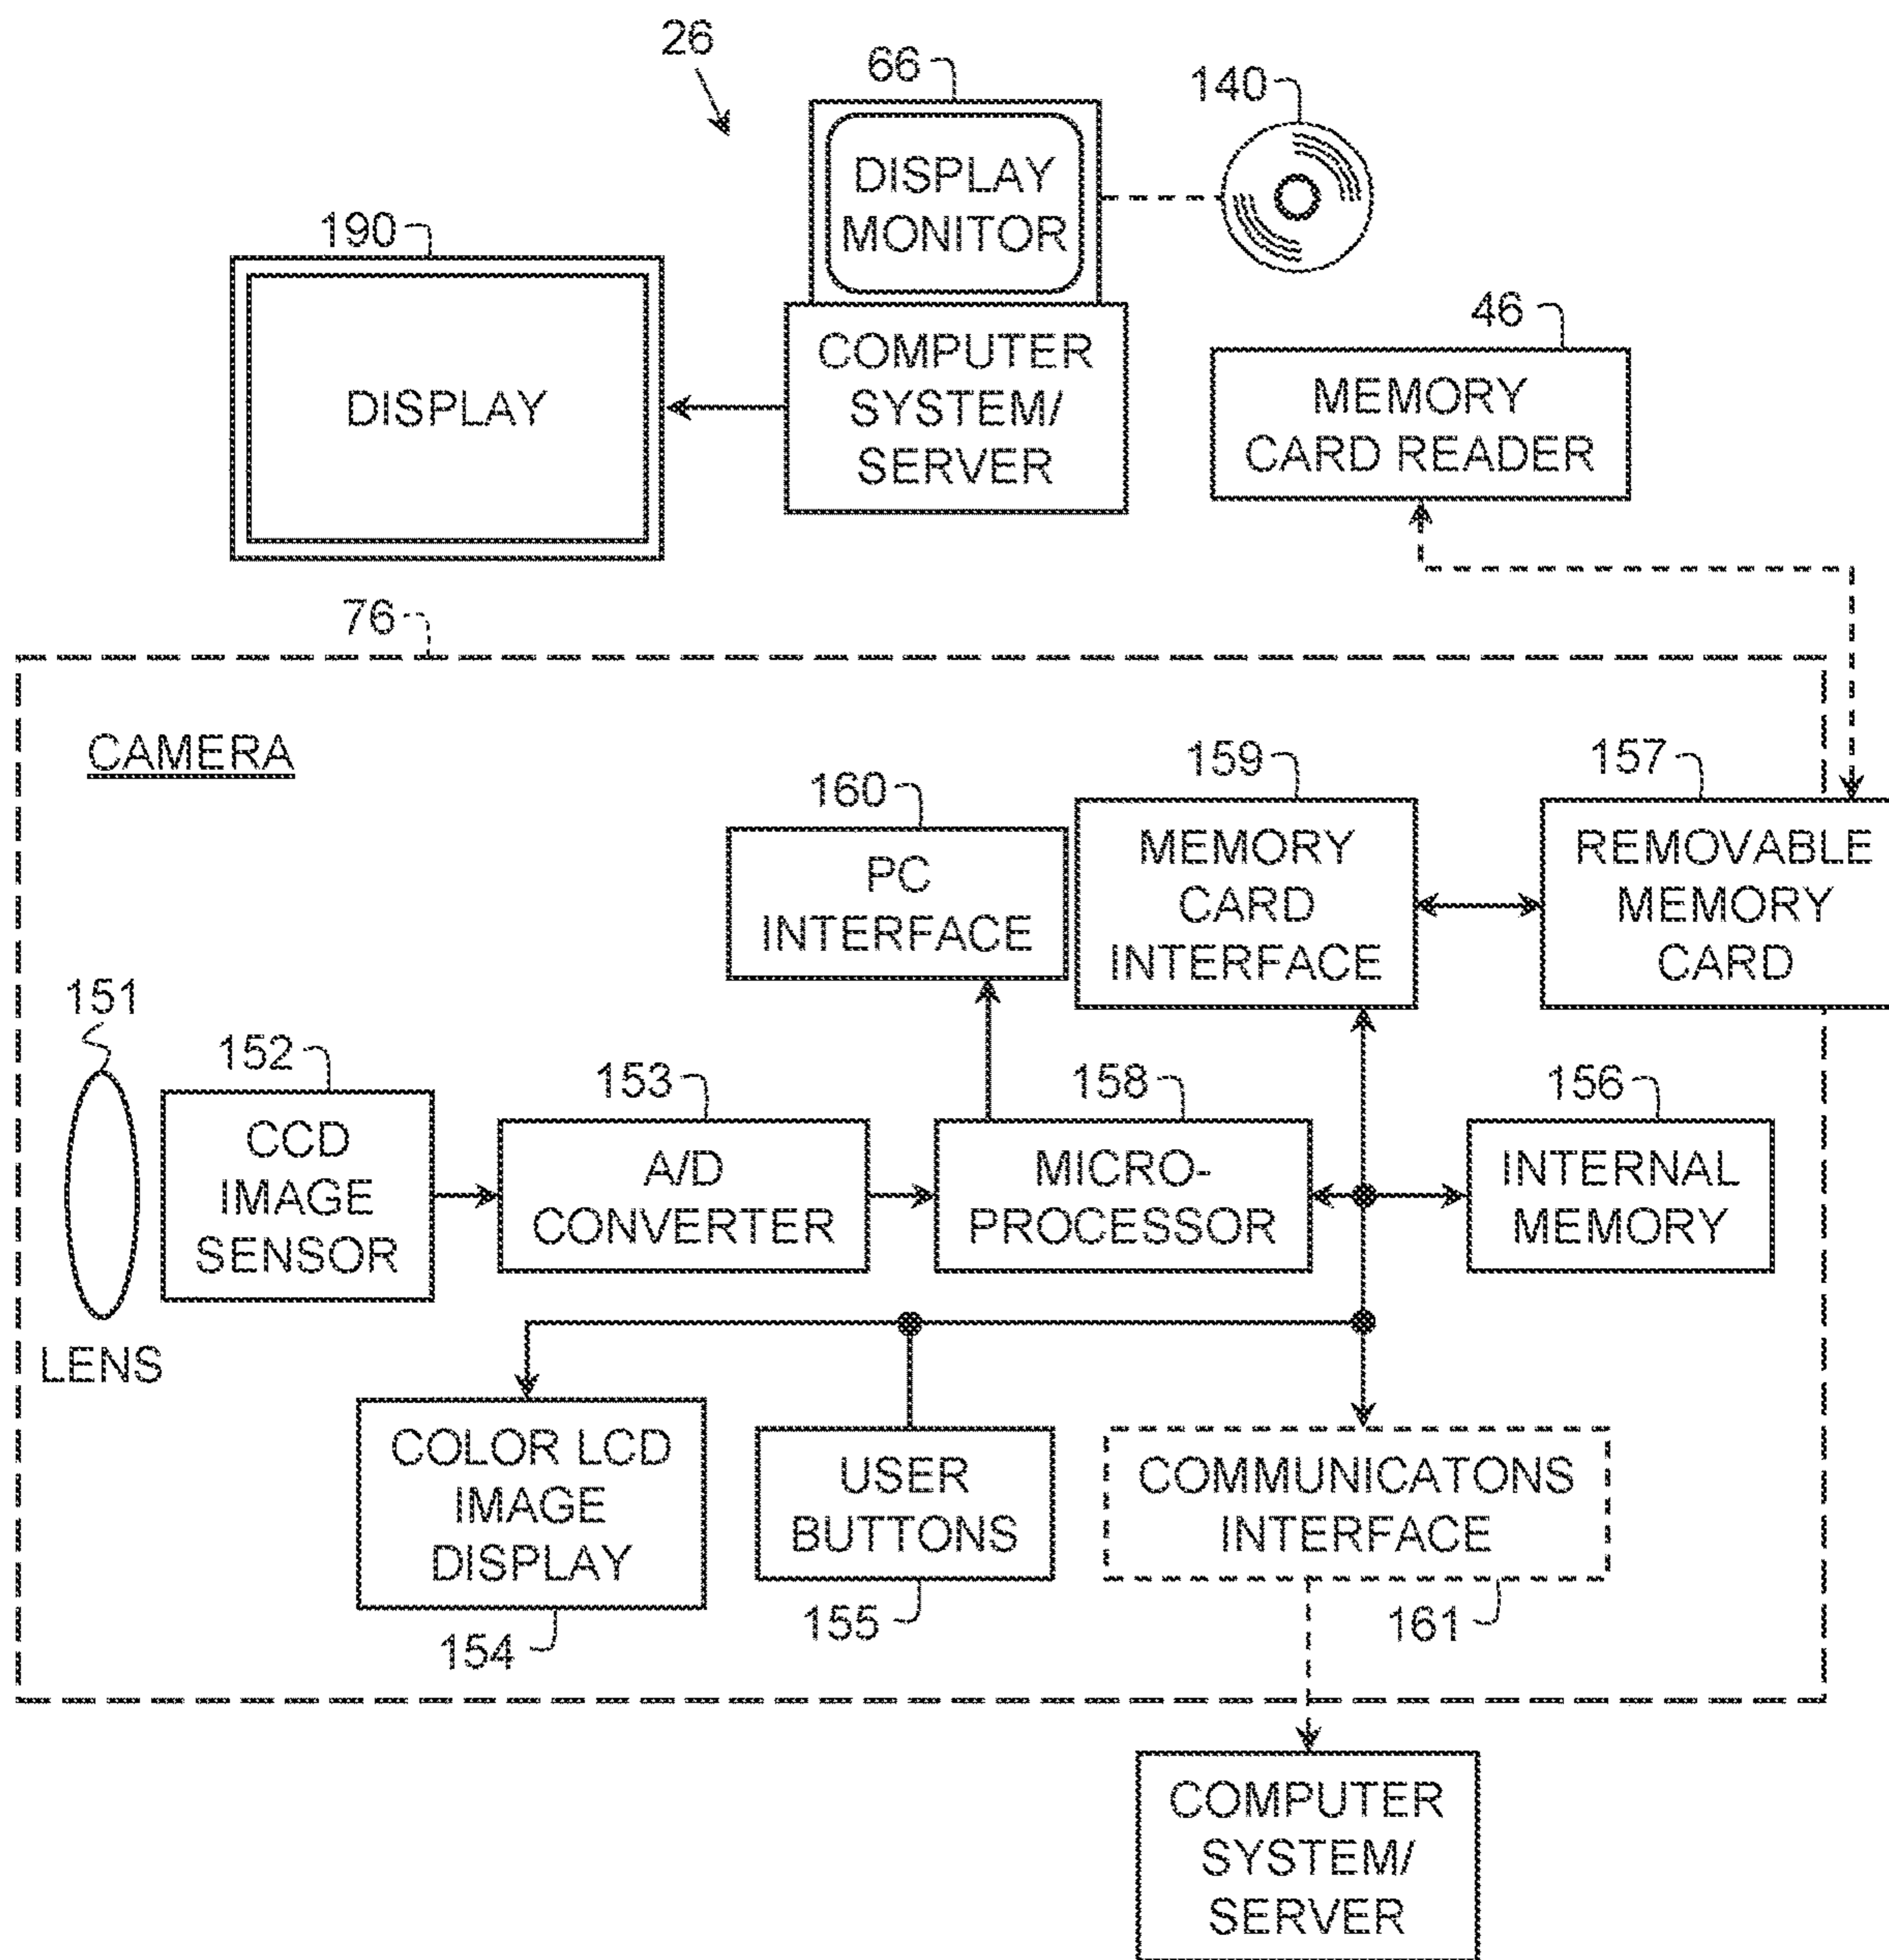 26
66
140
DISPLAY
MONITOR
190
DISPLAY
COMPUTER
SYSTEM/
SERVER
46
MEMORY
CARD READER
76
CAMERA
160
PC
INTERFACE
159
MEMORY
CARD
INTERFACE
157
REMOVABLE
MEMORY
CARD
151
LENS
152
CCD
IMAGE
SENSOR
153
A/D
CONVERTER
158
MICRO-
PROCESSOR
156
INTERNAL
MEMORY
COLOR LCD
IMAGE
DISPLAY
154
USER
BUTTONS
155
COMMUNICATONS
INTERFACE
161
COMPUTER
SYSTEM/
SERVER